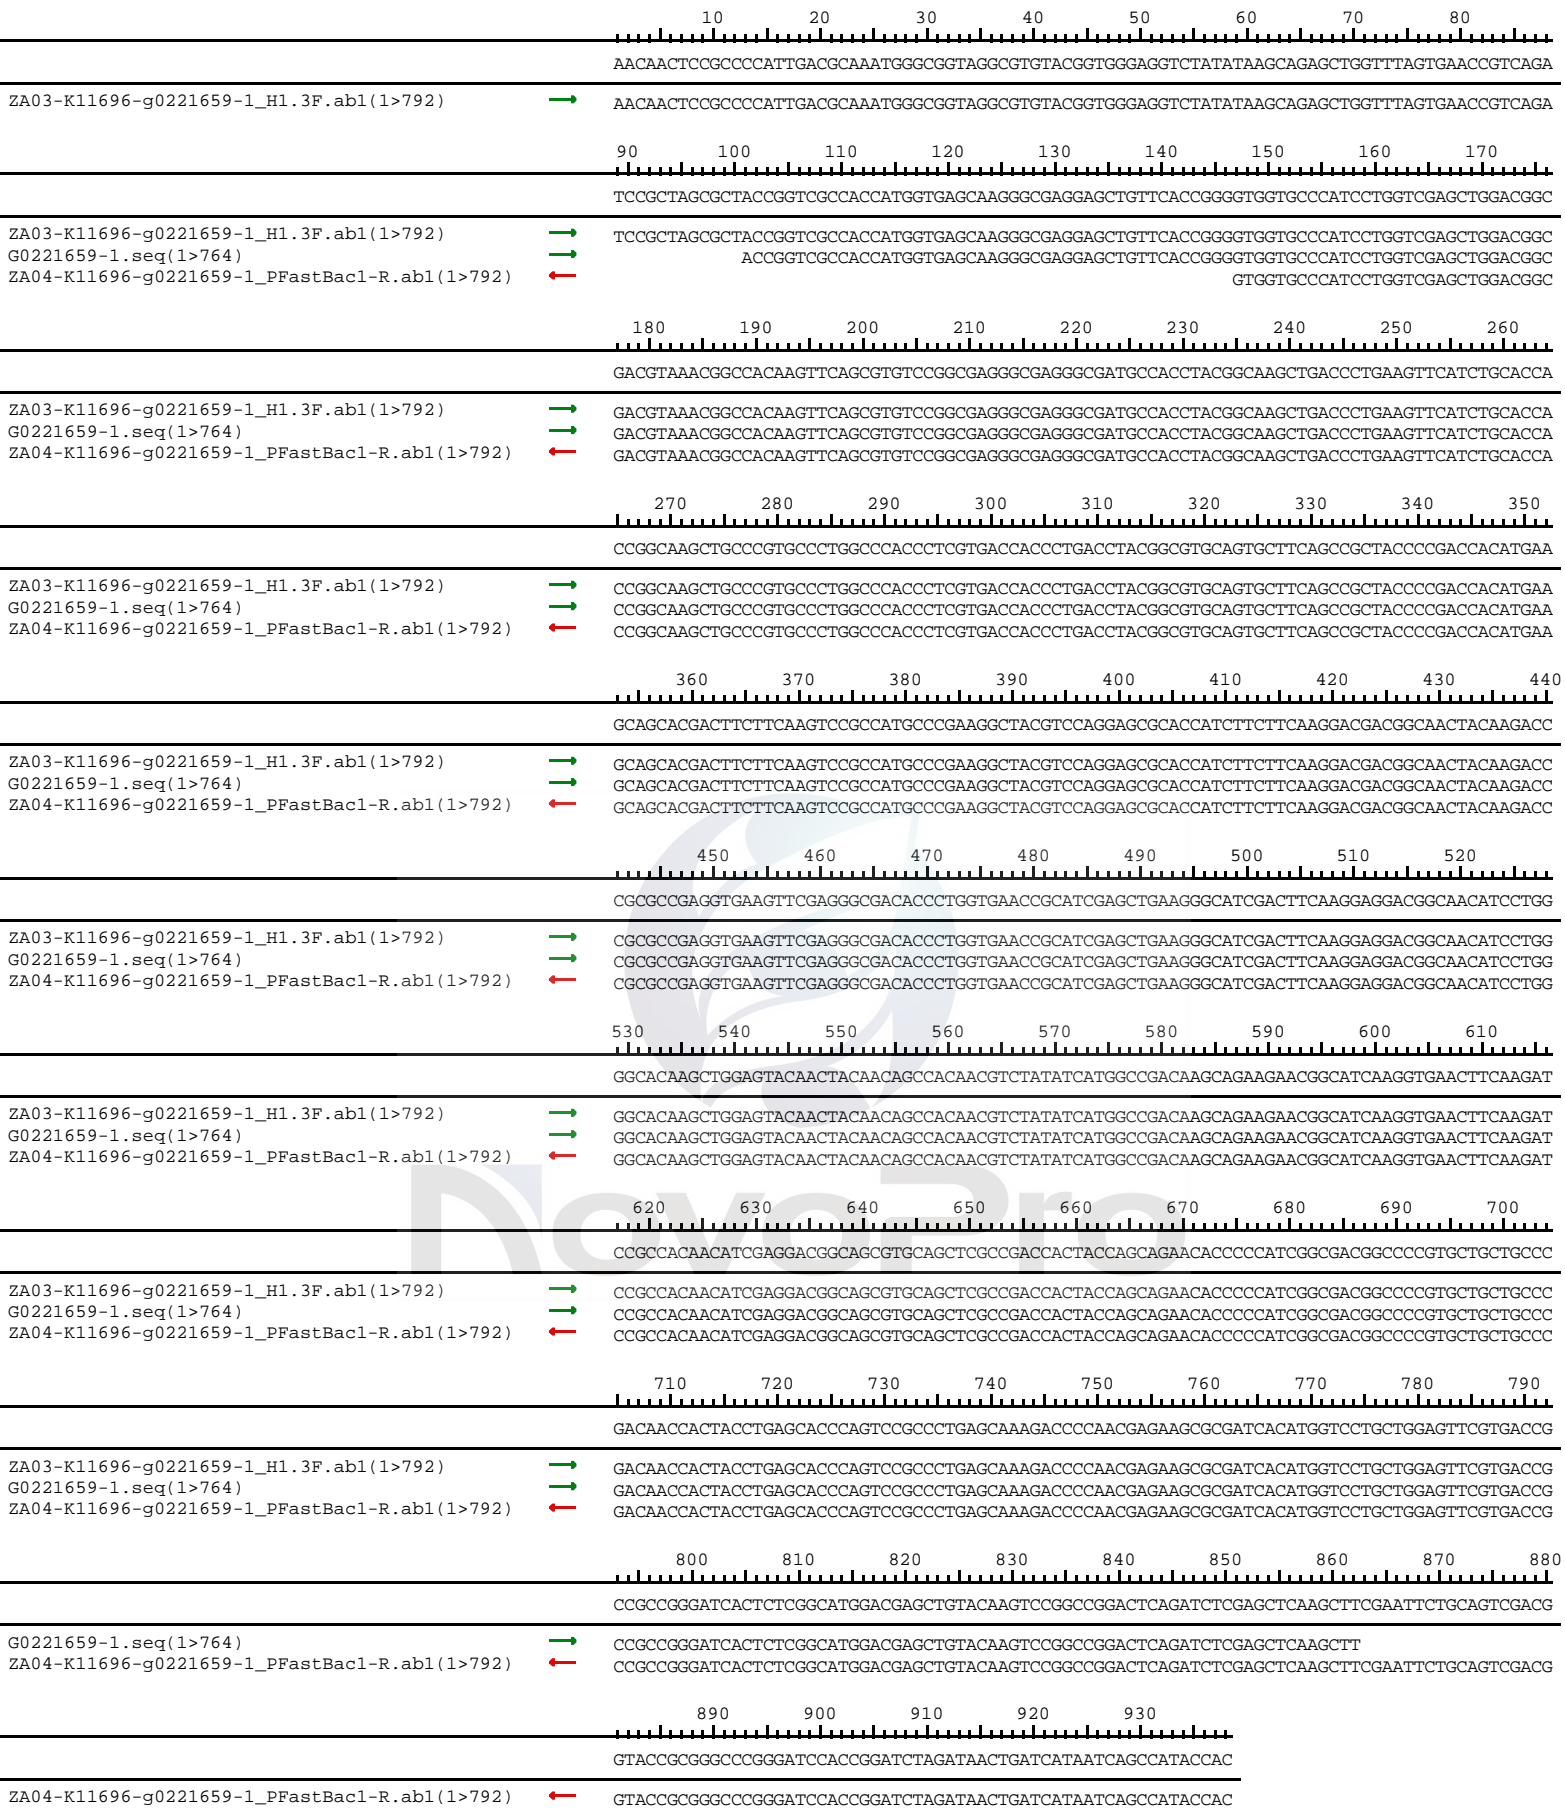 10 20 30 40 50 60 70 80
AACAACTCCGCCCCATTGACGCAAATGGGCGGTAGGCGTGTACGGTGGGAGGTCTATATAAGCAGAGCTGGTTTAGTGAACCGTCAGA
ZA03-K11696-g0221659-1_H1.3F.ab1(1>792) AACAACTCCGCCCCATTGACGCAAATGGGCGGTAGGCGTGTACGGTGGGAGGTCTATATAAGCAGAGCTGGTTTAGTGAACCGTCAGA
90 100 110 120 130 140 150 160 170
TCCGCTAGCGCTACCGGTCGCCACCATGGTGAGCAAGGGCGAGGAGCTGTTCACCGGGGTGGTGCCCATCCTGGTCGAGCTGGACGGC
ZA03-K11696-g0221659-1_H1.3F.ab1(1>792) TCCGCTAGCGCTACCGGTCGCCACCATGGTGAGCAAGGGCGAGGAGCTGTTCACCGGGGTGGTGCCCATCCTGGTCGAGCTGGACGGC
G0221659-1.seq(1>764) ACCGGTCGCCACCATGGTGAGCAAGGGCGAGGAGCTGTTCACCGGGGTGGTGCCCATCCTGGTCGAGCTGGACGGC
ZA04-K11696-g0221659-1_PFastBac1-R.ab1(1>792) GTGGTGCCCATCCTGGTCGAGCTGGACGGC
180 190 200 210 220 230 240 250 260
GACGTAAACGGCCACAAGTTCAGCGTGTCCGGCGAGGGCGAGGGCGATGCCACCTACGGCAAGCTGACCCTGAAGTTCATCTGCACCA
ZA03-K11696-g0221659-1_H1.3F.ab1(1>792) GACGTAAACGGCCACAAGTTCAGCGTGTCCGGCGAGGGCGAGGGCGATGCCACCTACGGCAAGCTGACCCTGAAGTTCATCTGCACCA
G0221659-1.seq(1>764) GACGTAAACGGCCACAAGTTCAGCGTGTCCGGCGAGGGCGAGGGCGATGCCACCTACGGCAAGCTGACCCTGAAGTTCATCTGCACCA
ZA04-K11696-g0221659-1_PFastBac1-R.ab1(1>792) GACGTAAACGGCCACAAGTTCAGCGTGTCCGGCGAGGGCGAGGGCGATGCCACCTACGGCAAGCTGACCCTGAAGTTCATCTGCACCA
270 280 290 300 310 320 330 340 350
CCGGCAAGCTGCCCGTGCCCTGGCCCACCCTCGTGACCACCCTGACCTACGGCGTGCAGTGCTTCAGCCGCTACCCCGACCACATGAA
ZA03-K11696-g0221659-1_H1.3F.ab1(1>792) CCGGCAAGCTGCCCGTGCCCTGGCCCACCCTCGTGACCACCCTGACCTACGGCGTGCAGTGCTTCAGCCGCTACCCCGACCACATGAA
G0221659-1.seq(1>764) CCGGCAAGCTGCCCGTGCCCTGGCCCACCCTCGTGACCACCCTGACCTACGGCGTGCAGTGCTTCAGCCGCTACCCCGACCACATGAA
ZA04-K11696-g0221659-1_PFastBac1-R.ab1(1>792) CCGGCAAGCTGCCCGTGCCCTGGCCCACCCTCGTGACCACCCTGACCTACGGCGTGCAGTGCTTCAGCCGCTACCCCGACCACATGAA
360 370 380 390 400 410 420 430 440
GCAGCACGACTTCTTCAAGTCCGCCATGCCCGAAGGCTACGTCCAGGAGCGCACCATCTTCTTCAAGGACGACGGCAACTACAAGACC
ZA03-K11696-g0221659-1_H1.3F.ab1(1>792) GCAGCACGACTTCTTCAAGTCCGCCATGCCCGAAGGCTACGTCCAGGAGCGCACCATCTTCTTCAAGGACGACGGCAACTACAAGACC
G0221659-1.seq(1>764) GCAGCACGACTTCTTCAAGTCCGCCATGCCCGAAGGCTACGTCCAGGAGCGCACCATCTTCTTCAAGGACGACGGCAACTACAAGACC
ZA04-K11696-g0221659-1_PFastBac1-R.ab1(1>792) GCAGCACGACTTCTTCAAGTCCGCCATGCCCGAAGGCTACGTCCAGGAGCGCACCATCTTCTTCAAGGACGACGGCAACTACAAGACC
450 460 470 480 490 500 510 520
CGCGCCGAGGTGAAGTTCGAGGGCGACACCCTGGTGAACCGCATCGAGCTGAAGGGCATCGACTTCAAGGAGGACGGCAACATCCTGG
ZA03-K11696-g0221659-1_H1.3F.ab1(1>792) CGCGCCGAGGTGAAGTTCGAGGGCGACACCCTGGTGAACCGCATCGAGCTGAAGGGCATCGACTTCAAGGAGGACGGCAACATCCTGG
G0221659-1.seq(1>764) CGCGCCGAGGTGAAGTTCGAGGGCGACACCCTGGTGAACCGCATCGAGCTGAAGGGCATCGACTTCAAGGAGGACGGCAACATCCTGG
ZA04-K11696-g0221659-1_PFastBac1-R.ab1(1>792) CGCGCCGAGGTGAAGTTCGAGGGCGACACCCTGGTGAACCGCATCGAGCTGAAGGGCATCGACTTCAAGGAGGACGGCAACATCCTGG
530 540 550 560 570 580 590 600 610
GGCACAAGCTGGAGTACAACTACAACAGCCACAACGTCTATATCATGGCCGACAAGCAGAAGAACGGCATCAAGGTGAACTTCAAGAT
ZA03-K11696-g0221659-1_H1.3F.ab1(1>792) GGCACAAGCTGGAGTACAACTACAACAGCCACAACGTCTATATCATGGCCGACAAGCAGAAGAACGGCATCAAGGTGAACTTCAAGAT
G0221659-1.seq(1>764) GGCACAAGCTGGAGTACAACTACAACAGCCACAACGTCTATATCATGGCCGACAAGCAGAAGAACGGCATCAAGGTGAACTTCAAGAT
ZA04-K11696-g0221659-1_PFastBac1-R.ab1(1>792) GGCACAAGCTGGAGTACAACTACAACAGCCACAACGTCTATATCATGGCCGACAAGCAGAAGAACGGCATCAAGGTGAACTTCAAGAT
NovoPro
620 630 640 650 660 670 680 690 700
CCGCCACAACATCGAGGACGGCAGCGTGCAGCTCGCCGACCACTACCAGCAGAACACCCCCATCGGCGACGGCCCCGTGCTGCTGCCC
ZA03-K11696-g0221659-1_H1.3F.ab1(1>792) CCGCCACAACATCGAGGACGGCAGCGTGCAGCTCGCCGACCACTACCAGCAGAACACCCCCATCGGCGACGGCCCCGTGCTGCTGCCC
G0221659-1.seq(1>764) CCGCCACAACATCGAGGACGGCAGCGTGCAGCTCGCCGACCACTACCAGCAGAACACCCCCATCGGCGACGGCCCCGTGCTGCTGCCC
ZA04-K11696-g0221659-1_PFastBac1-R.ab1(1>792) CCGCCACAACATCGAGGACGGCAGCGTGCAGCTCGCCGACCACTACCAGCAGAACACCCCCATCGGCGACGGCCCCGTGCTGCTGCCC
710 720 730 740 750 760 770 780 790
GACAACCACTACCTGAGCACCCAGTCCGCCCTGAGCAAAGACCCCAACGAGAAGCGCGATCACATGGTCCTGCTGGAGTTCGTGACCG
ZA03-K11696-g0221659-1_H1.3F.ab1(1>792) GACAACCACTACCTGAGCACCCAGTCCGCCCTGAGCAAAGACCCCAACGAGAAGCGCGATCACATGGTCCTGCTGGAGTTCGTGACCG
G0221659-1.seq(1>764) GACAACCACTACCTGAGCACCCAGTCCGCCCTGAGCAAAGACCCCAACGAGAAGCGCGATCACATGGTCCTGCTGGAGTTCGTGACCG
ZA04-K11696-g0221659-1_PFastBac1-R.ab1(1>792) GACAACCACTACCTGAGCACCCAGTCCGCCCTGAGCAAAGACCCCAACGAGAAGCGCGATCACATGGTCCTGCTGGAGTTCGTGACCG
800 810 820 830 840 850 860 870 880
CCGCCGGGATCACTCTCGGCATGGACGAGCTGTACAAGTCCGGCCGGACTCAGATCTCGAGCTCAAGCTTCGAATTCTGCAGTCGACG
G0221659-1.seq(1>764) CCGCCGGGATCACTCTCGGCATGGACGAGCTGTACAAGTCCGGCCGGACTCAGATCTCGAGCTCAAGCTT
ZA04-K11696-g0221659-1_PFastBac1-R.ab1(1>792) CCGCCGGGATCACTCTCGGCATGGACGAGCTGTACAAGTCCGGCCGGACTCAGATCTCGAGCTCAAGCTTCGAATTCTGCAGTCGACG
890 900 910 920 930
GTACCGCGGGCCCGGGATCCACCGGATCTAGATAACTGATCATAATCAGCCATACCAC
ZA04-K11696-g0221659-1_PFastBac1-R.ab1(1>792) GTACCGCGGGCCCGGGATCCACCGGATCTAGATAACTGATCATAATCAGCCATACCAC